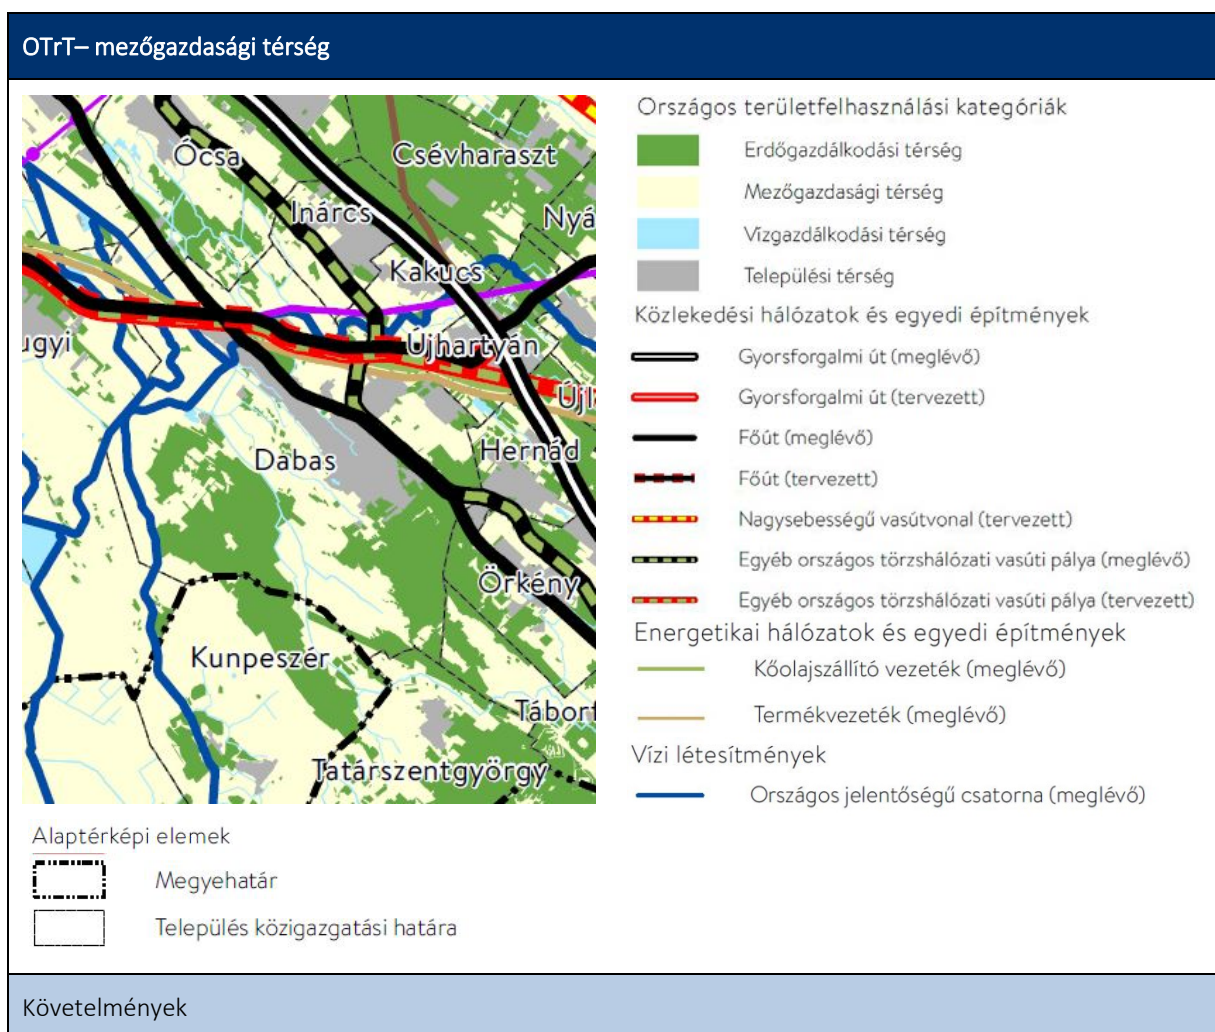 OTrT– mezőgazdasági térség
Ócsa
Csévharaszt
Inárcs
Nyá
Kakucs
ugyi
Újhartyán
Újl
Hernád
Dabas
Örkény
Kunpeszér
Táborf
Tatárszentgyörgy
Országos területfelhasználási kategóriák
Erdőgazdálkodási térség
Mezőgazdasági térség
Vízgazdálkodási térség
Települési térség
Közlekedési hálózatok és egyedi építmények
Gyorsforgalmi út (meglévő)
Gyorsforgalmi út (tervezett)
Főút (meglévő)
Főút (tervezett)
Nagysebességű vasútvonal (tervezett)
Egyéb országos törzshálózati vasúti pálya (meglévő)
Egyéb országos törzshálózati vasúti pálya (tervezett)
Energetikai hálózatok és egyedi építmények
Kőolajszállító vezeték (meglévő)
Termékvezeték (meglévő)
Vízi létesítmények
Országos jelentőségű csatorna (meglévő)
Alaptérképi elemek
Megyehatár
Település közigazgatási határa
Követelmények